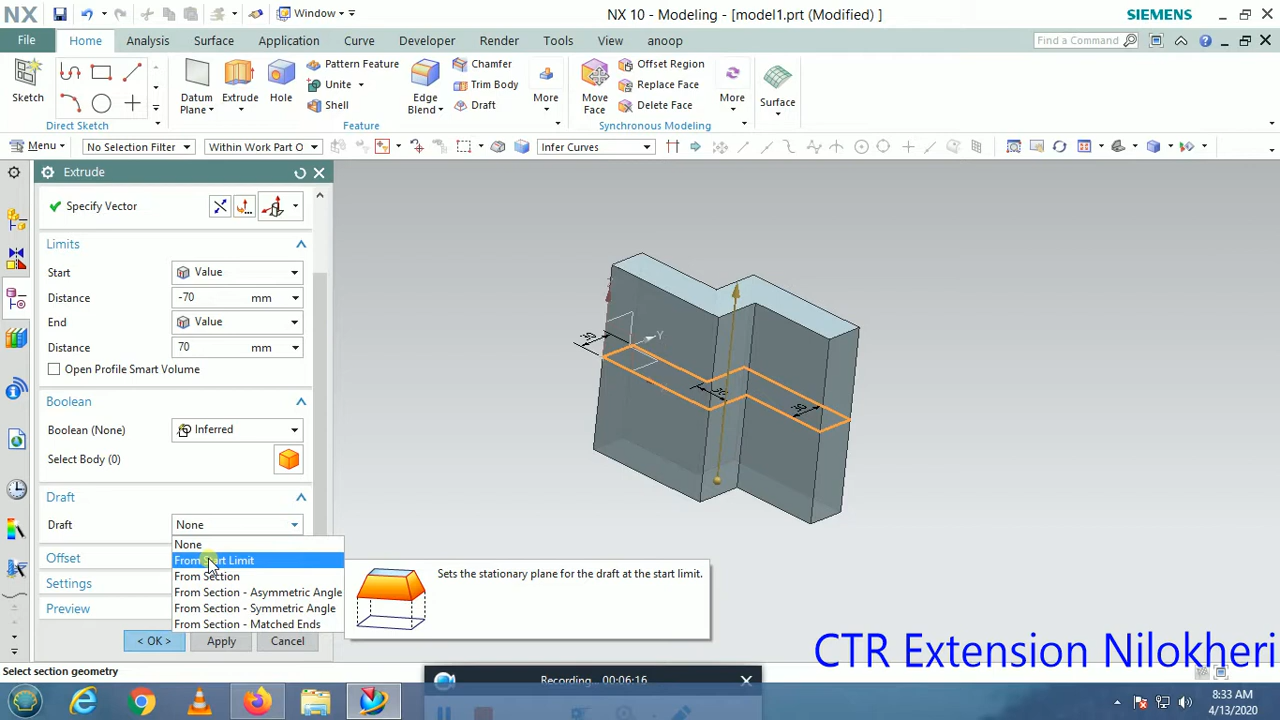 NX
Window
NX 10 - Modeling - [model1.prt (Modified) ]
SIEMENS
File
Home
Analysis
Surface
Application
Curve
Developer
Render
Tools
View
anoop
Find a Command
Sketch
Direct Sketch
Datum Plane
Extrude
Hole
Pattern Feature
Unite
Shell
Edge Blend
Chamfer
Trim Body
Draft
More
Feature
Move Face
Offset Region
Replace Face
Delete Face
More
Synchronous Modeling
Surface
Menu
No Selection Filter
Within Work Part O
Infer Curves
Extrude
Specify Vector
Limits
Start
Value
Distance
-70 mm
End
Value
Distance
70 mm
Open Profile Smart Volume
Boolean
Boolean (None)
Inferred
Select Body (0)
Draft
Draft
None
None
From Start Limit
From Section
From Section - Asymmetric Angle
From Section - Symmetric Angle
From Section - Matched Ends
Sets the stationary plane for the draft at the start limit.
Offset
Settings
Preview
< OK >
Apply
Cancel
Y
Select section geometry
CTR Extension Nilokheri
Recording... 00:06:16
8:33 AM
4/13/2020